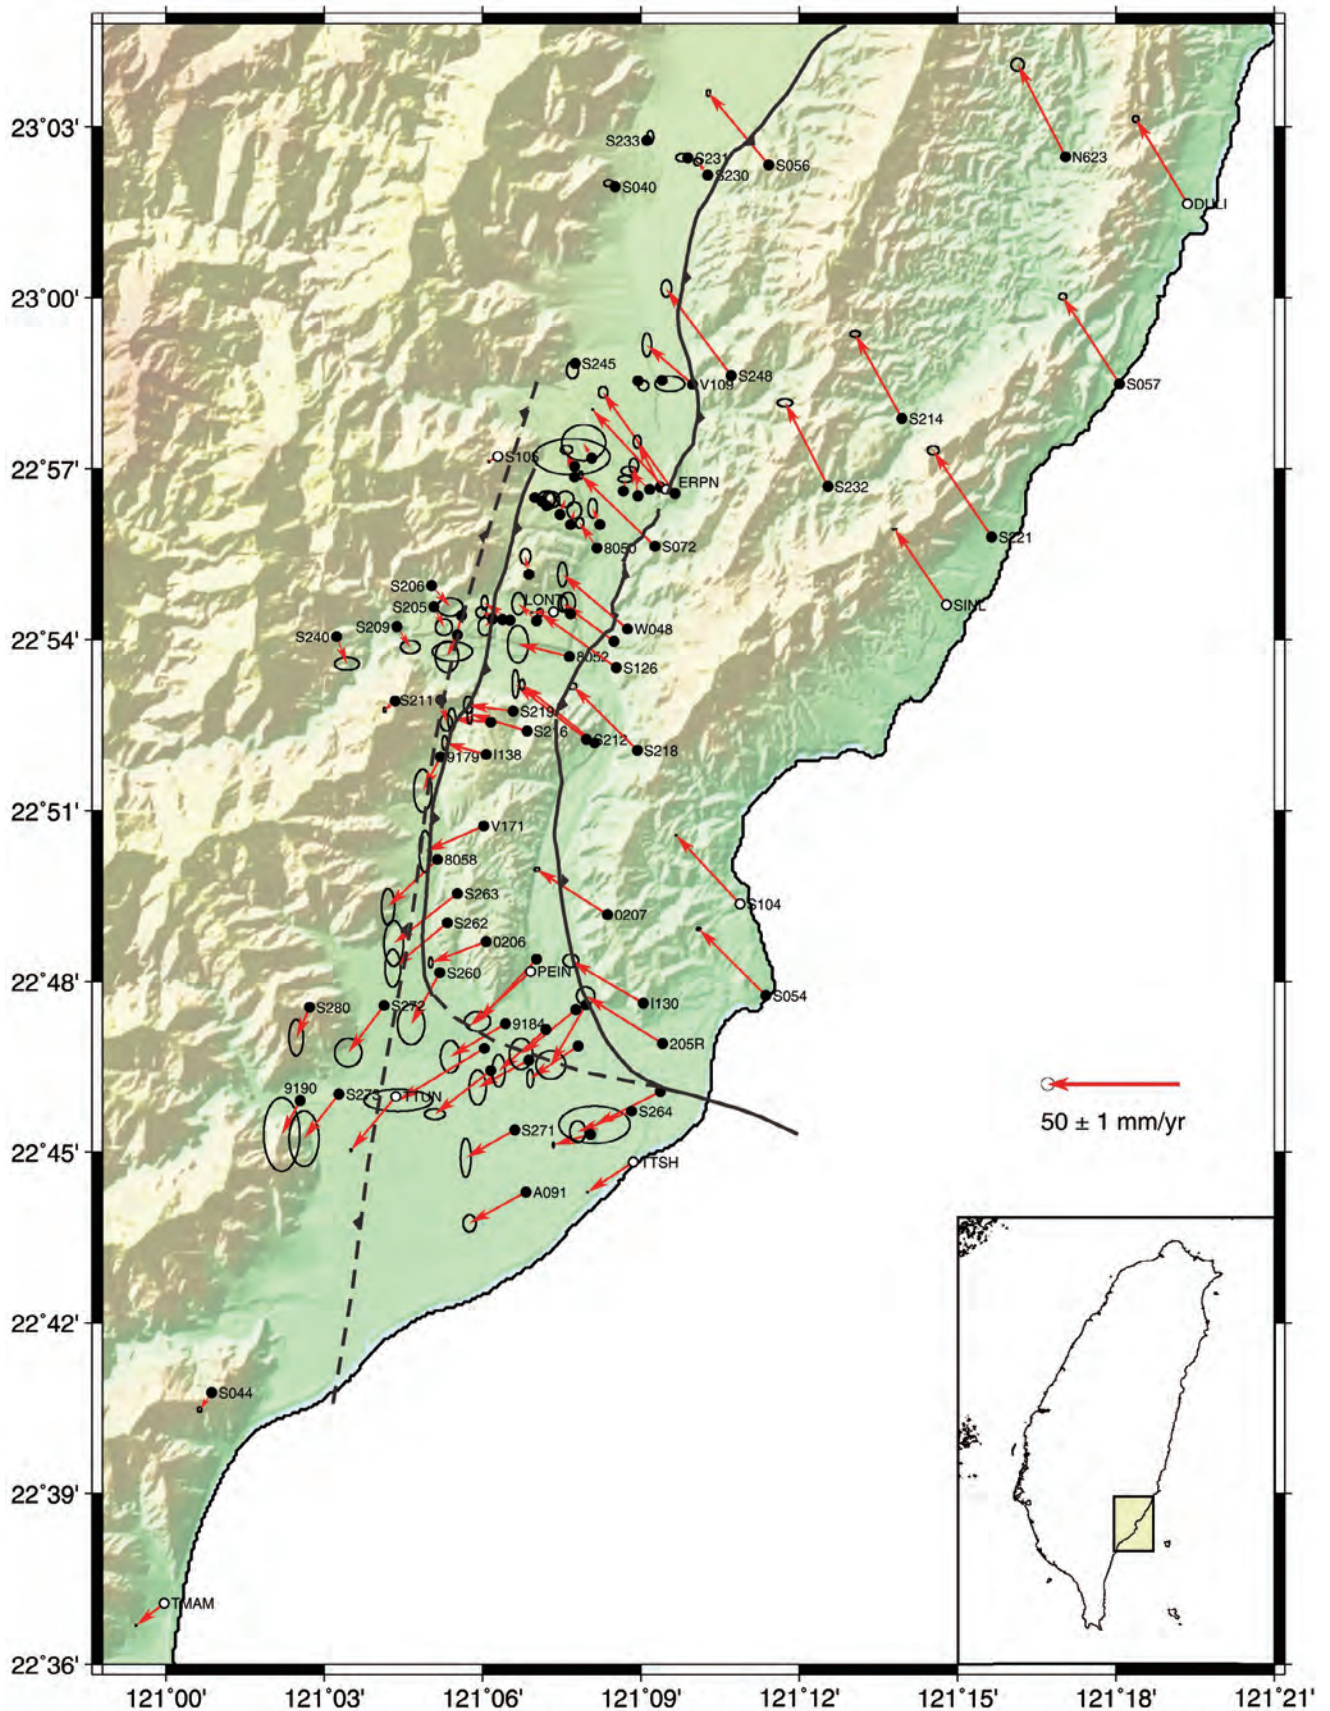 23°03'
S233
S231
S230
S056
N623
S040
DULI
23°00'
S245
V109
S248
S057
S214
22°57'
S105
ERPN
S232
S221
8050
S072
S206
LONT
SINL
S205
S209
W048
22°54'
S240
8052
S126
S211
S219
S216
S212
S218
9179
I138
22°51'
V171
8058
S263
S104
0207
S262
0206
22°48'
S260
PEIN
S054
S280
S272
I130
9184
205R
9190
S273
TTUN
S264
50 ± 1 mm/yr
22°45'
S271
TTSH
A091
22°42'
S044
22°39'
TMAM
22°36'
121°00'
121°03'
121°06'
121°09'
121°12'
121°15'
121°18'
121°21'